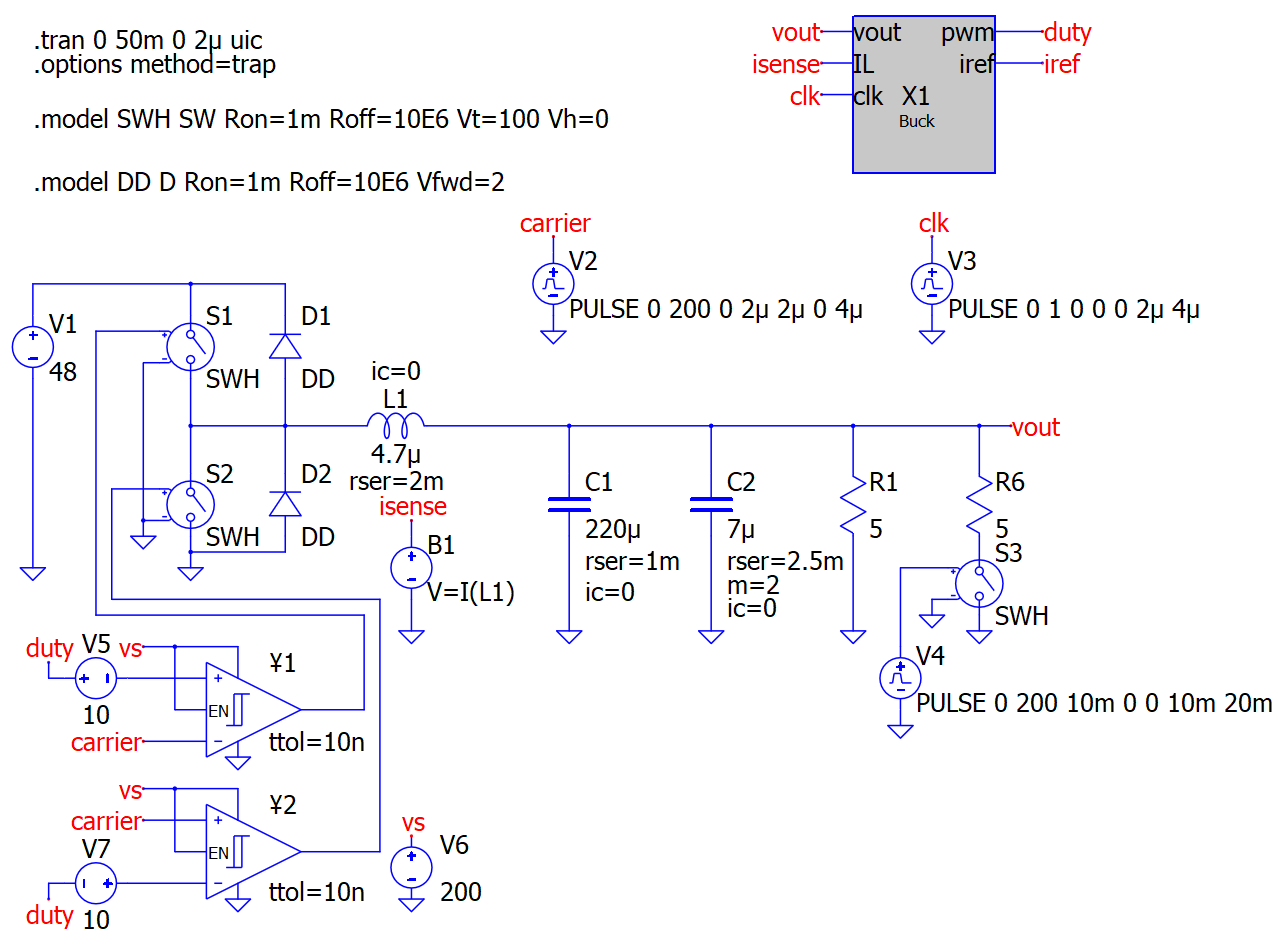 .tran 0 50m 0 2µ uic
.options method=trap
.model SWH SW Ron=1m Roff=10E6 Vt=100 Vh=0
.model DD D Ron=1m Roff=10E6 Vfwd=2
vout
isense
clk
vout
IL
clk
pwm
iref
X1
Buck
duty
iref
carrier
V2
PULSE 0 200 0 2µ 2µ 0 4µ
clk
V3
PULSE 0 1 0 0 0 2µ 4µ
V1
48
S1
SWH
D1
DD
S2
SWH
D2
DD
ic=0
L1
4.7µ
rser=2m
isense
B1
V=I(L1)
C1
220µ
rser=1m
ic=0
C2
7µ
rser=2.5m
m=2
ic=0
R1
5
vout
R6
5
S3
SWH
V4
PULSE 0 200 10m 0 0 10m 20m
duty
V5
10
vs
carrier
EN
¥1
ttol=10n
vs
carrier
V7
duty
10
EN
¥2
ttol=10n
vs
V6
200